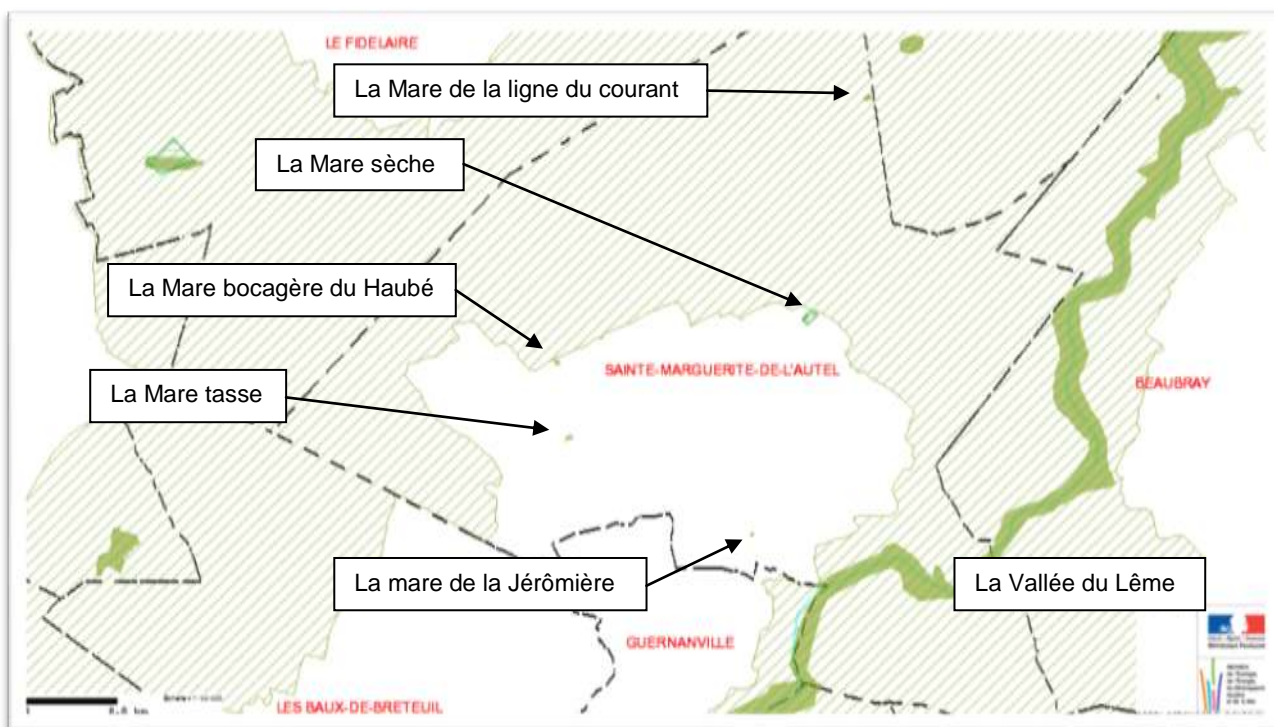 LE FIDELAIRE
La Mare de la ligne du courant
La Mare sèche
La Mare bocagère du Haubé
SAINTE-MARGUERITE-DE-L'AUTEL
BEAUBRAY
La Mare tasse
La mare de la Jérômière
La Vallée du Lême
GUERNANVILLE
LES BAUX-DE-BRETEUIL